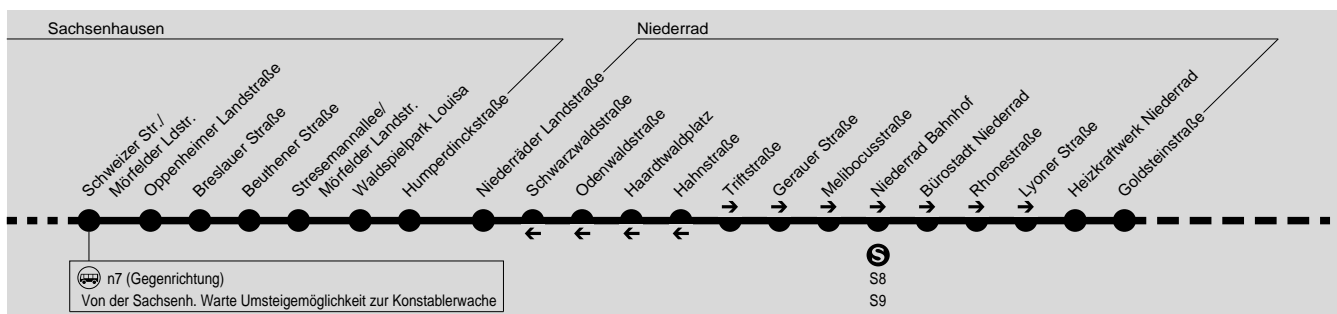 Sachsenhausen
Niederrad
Schweizer Str./
Mörfelder Ldstr.
Oppenheimer Landstraße
Breslauer Straße
Beuthener Straße
Stresemannallee/
Mörfelder Landstr.
Waldspielpark Louisa
Humperdinckstraße
Niederräder Landstraße
Schwarzwaldstraße
Odenwaldstraße
Haardtwaldplatz
Hahnstraße
Triftstraße
Gerauer Straße
Melibocusstraße
Niederrad Bahnhof
Bürostadt Niederrad
Rhonestraße
Lyoner Straße
Heizkraftwerk Niederrad
Goldsteinstraße
S
S8
S9
n7 (Gegenrichtung)
Von der Sachsenh. Warte Umsteigemöglichkeit zur Konstablerwache